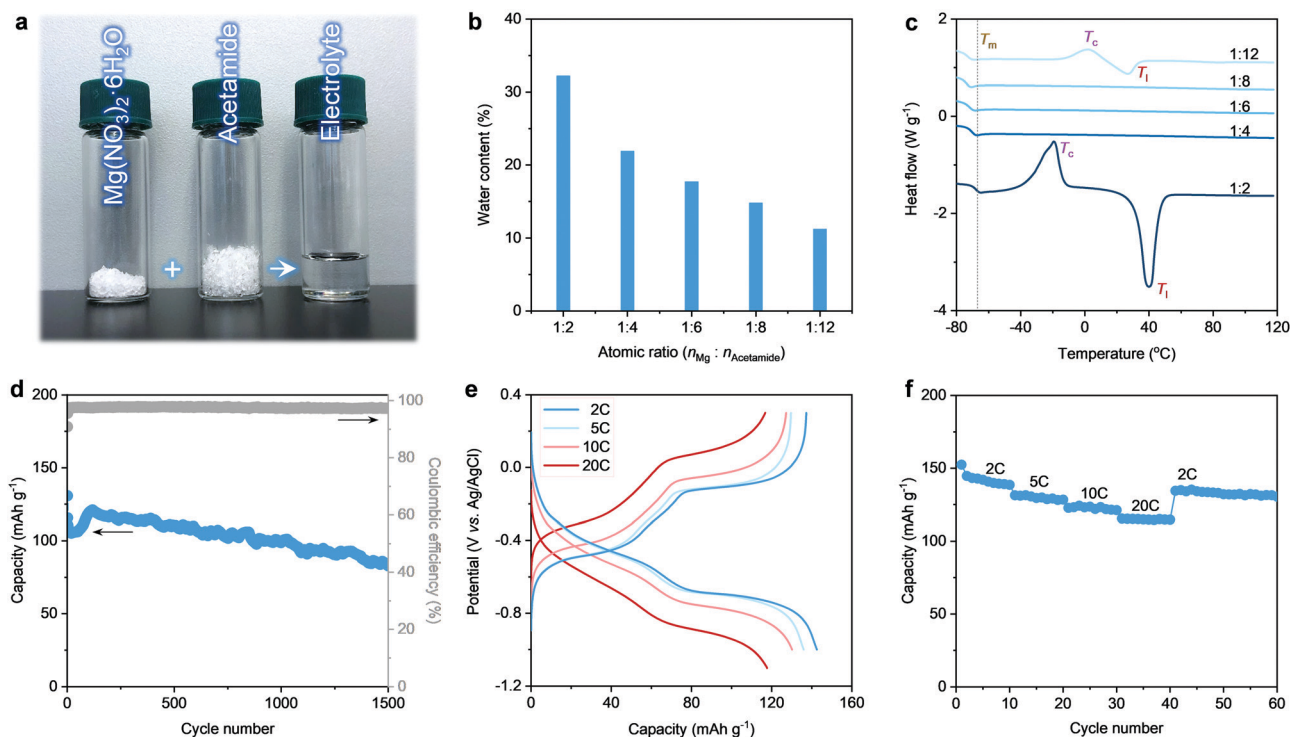 a
Mg(NO₃)₂·6H₂O
Acetamide
Electrolyte
+
→
b
Water content (%)
40
30
20
10
0
1:2 1:4 1:6 1:8 1:12
Atomic ratio (nMg : nAcetamide)
c
Heat flow (W g⁻¹)
2
0
-2
-4
Tm
Tc
Tl
1:12
1:8
1:6
1:4
Tc
1:2
Tl
-80 -40 0 40 80 120
Temperature (ºC)
d
Capacity (mAh g⁻¹)
200
150
100
50
0
100
80
60
40
20
0
Coulombic efficiency (%)
0 500 1000 1500
Cycle number
e
Potential (V vs. Ag/AgCl)
0.4
0.0
-0.4
-0.8
-1.2
2C
5C
10C
20C
0 40 80 120 160
Capacity (mAh g⁻¹)
f
Capacity (mAh g⁻¹)
200
150
100
50
0
2C
5C
10C
20C
2C
0 10 20 30 40 50 60
Cycle number